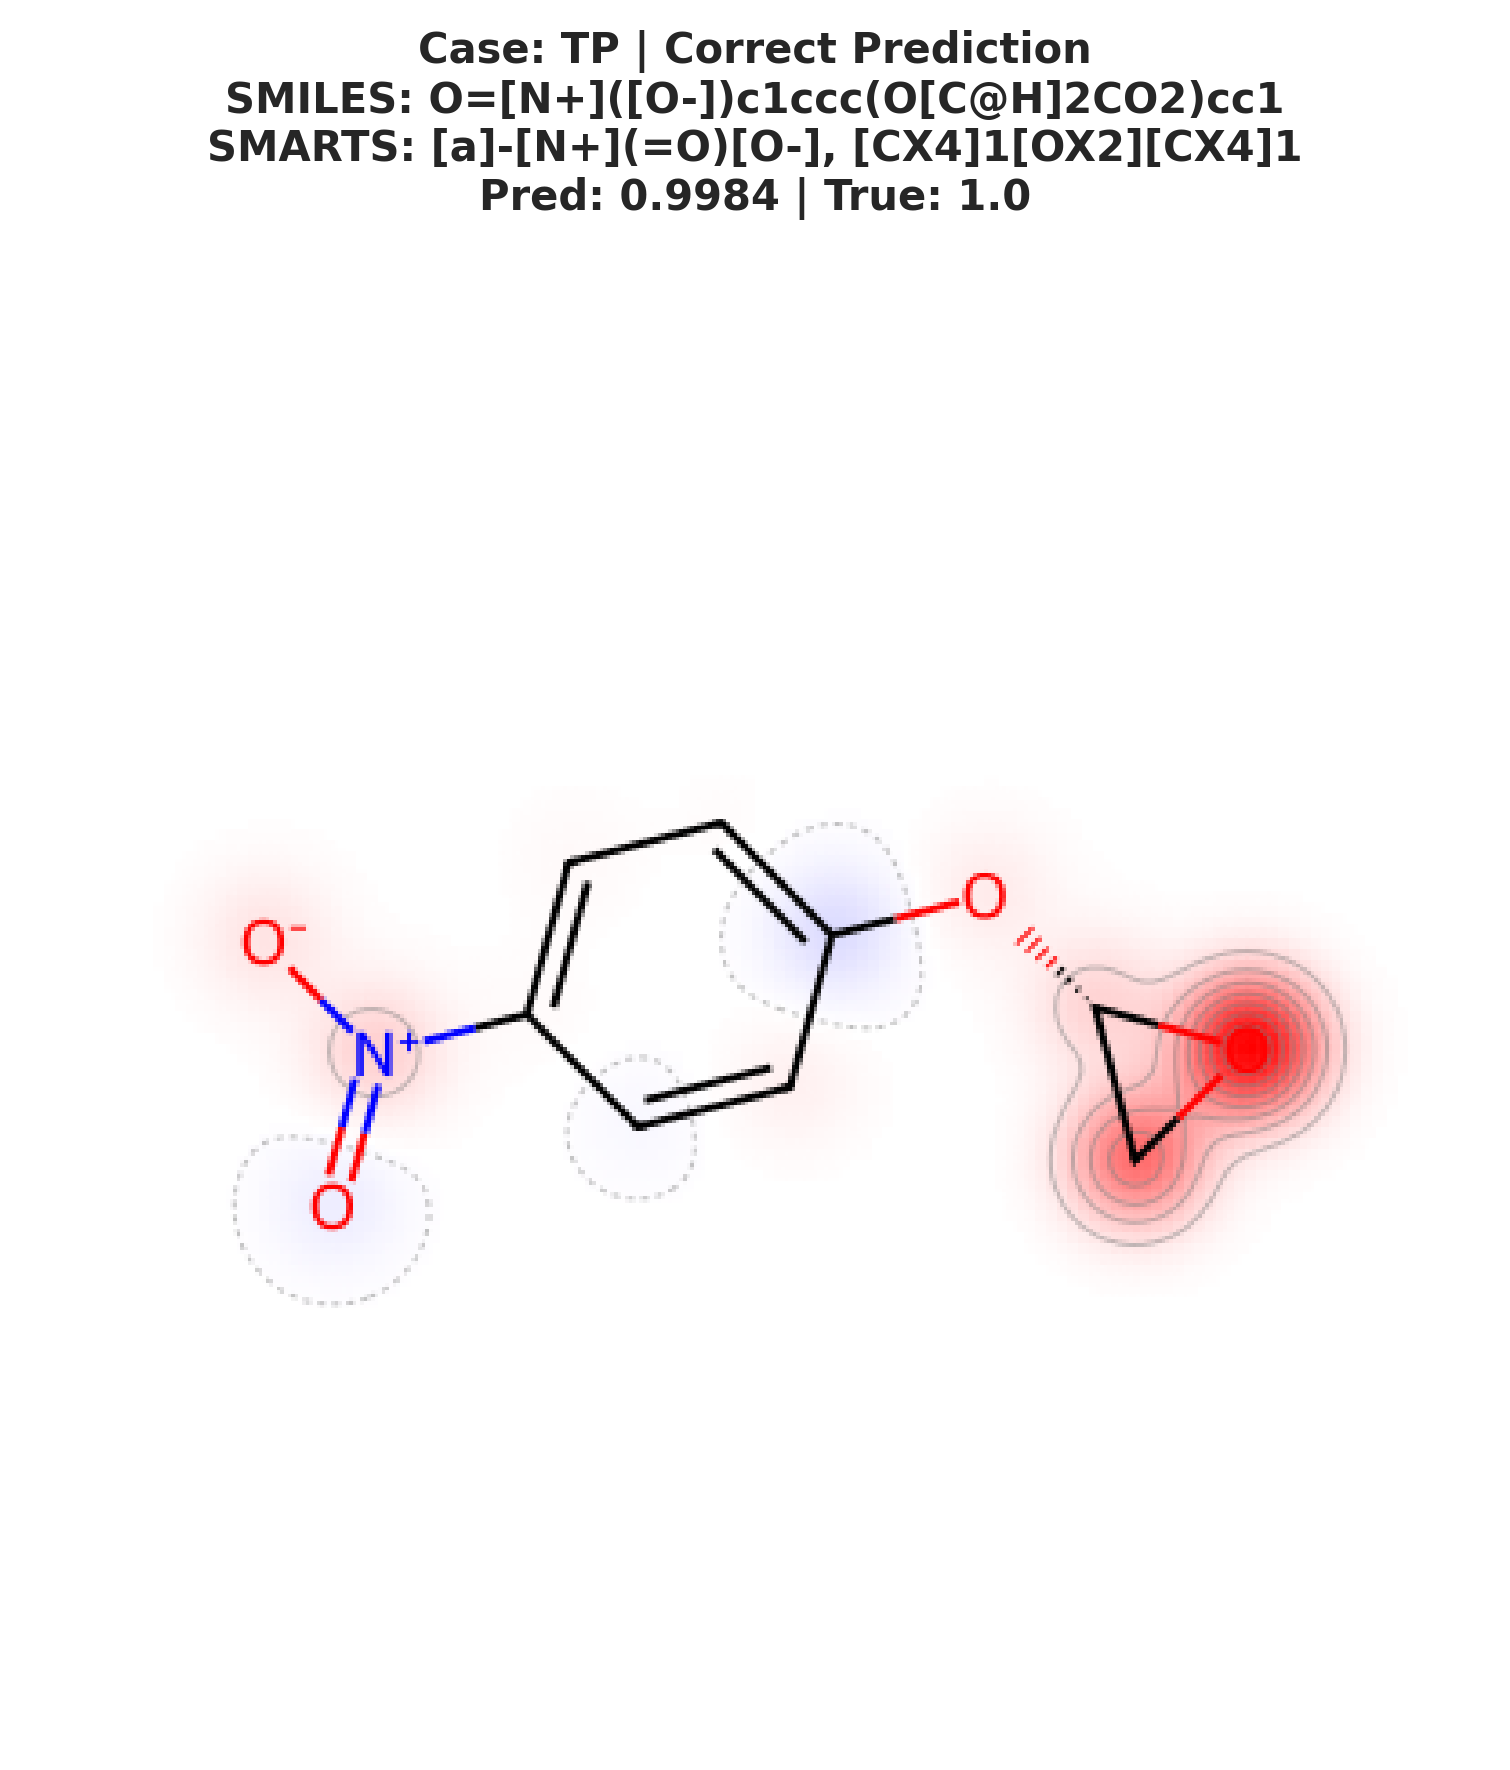 Case: TP | Correct Prediction
SMILES: O=[N+]([O-])c1ccc(O[C@H]2CO2)cc1
SMARTS: [a]-[N+](=O)[O-], [CX4]1[OX2][CX4]1
Pred: 0.9984 | True: 1.0
O
O⁻
N⁺
O